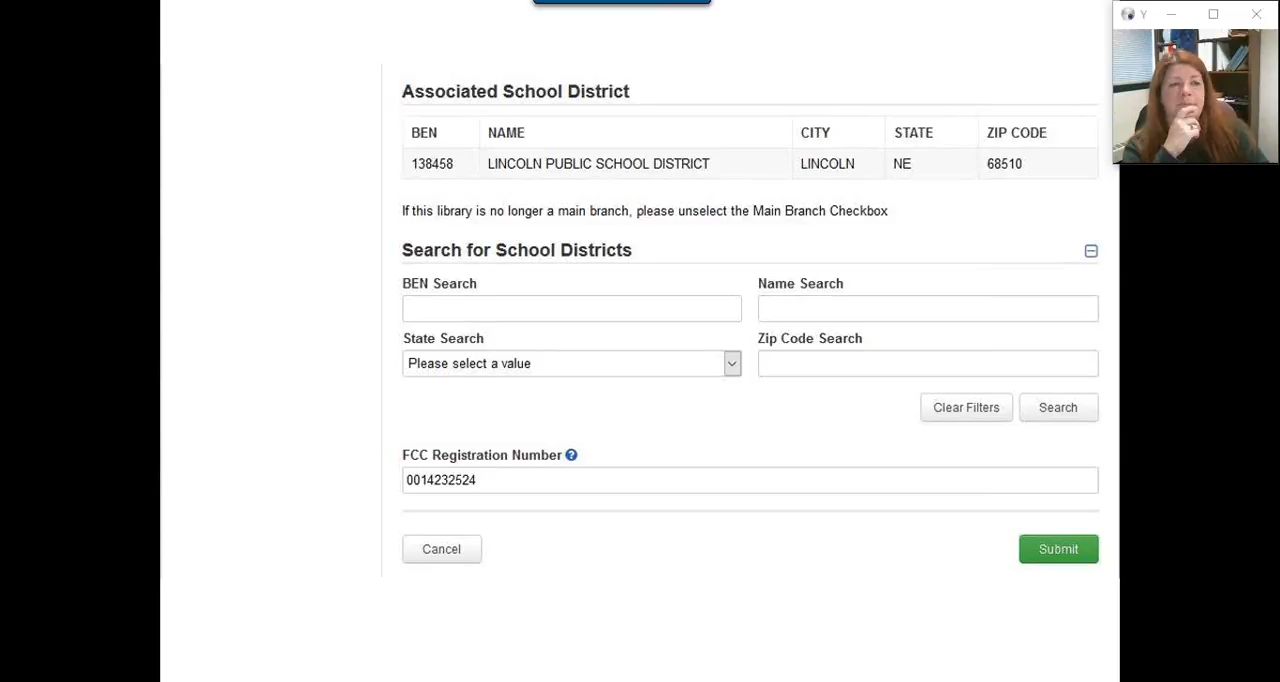 Y
Associated School District
BEN NAME CITY STATE ZIP CODE
138458 LINCOLN PUBLIC SCHOOL DISTRICT LINCOLN NE 68510
If this library is no longer a main branch, please unselect the Main Branch Checkbox
Search for School Districts
BEN Search Name Search
State Search Zip Code Search
Please select a value
Clear Filters Search
FCC Registration Number ?
0014232524
Cancel Submit